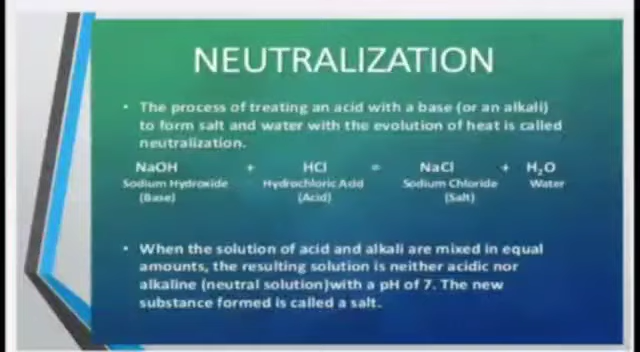 NEUTRALIZATION
• The process of treating an acid with a base (or an alkali)
to form salt and water with the evolution of heat is called
neutralization.
NaOH + HCl = NaCl + H₂O
Sodium Hydroxide Hydrochloric Acid Sodium Chloride Water
(Base) (Acid) (Salt)
• When the solution of acid and alkali are mixed in equal
amounts, the resulting solution is neither acidic nor
alkaline (neutral solution)with a pH of 7. The new
substance formed is called a salt.